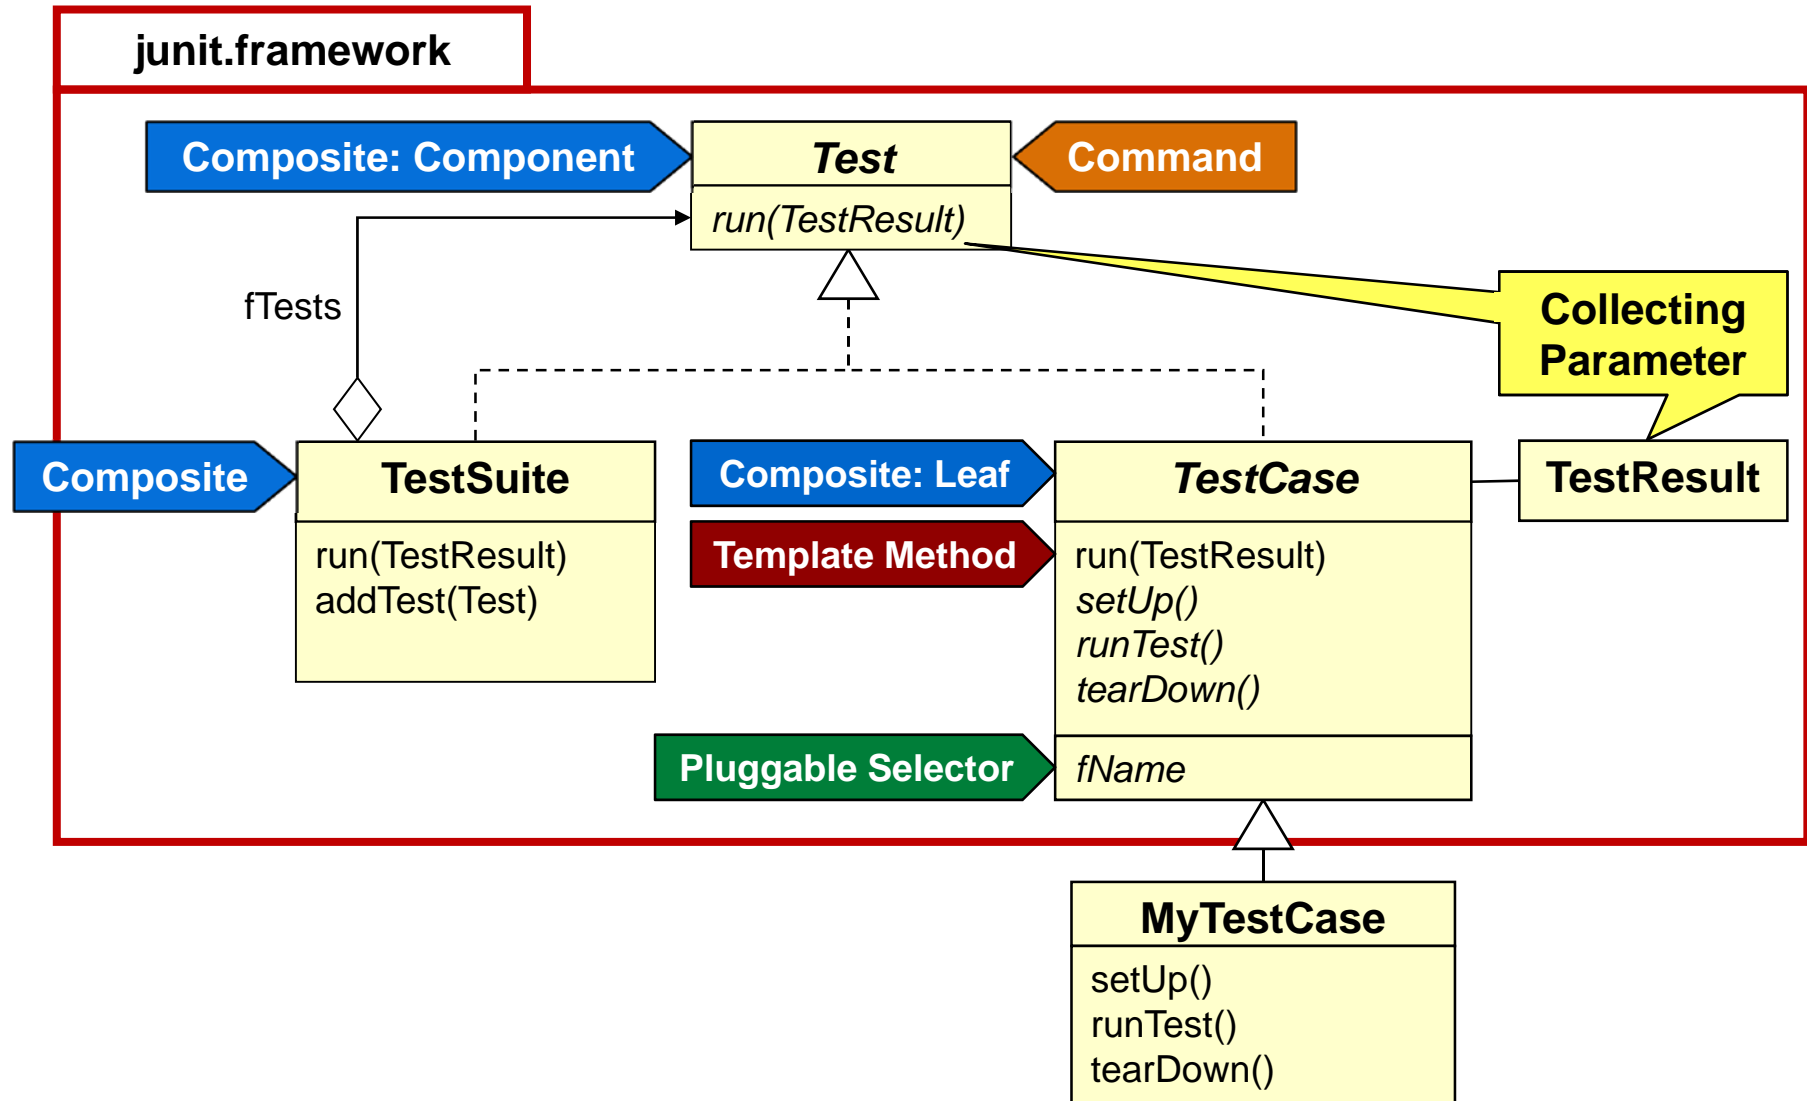 junit.framework
Composite: Component
Test
Command
run(TestResult)
fTests
Collecting
Parameter
Composite
TestSuite
Composite: Leaf
TestCase
TestResult
run(TestResult)
addTest(Test)
Template Method
run(TestResult)
setUp()
runTest()
tearDown()
Pluggable Selector
fName
MyTestCase
setUp()
runTest()
tearDown()